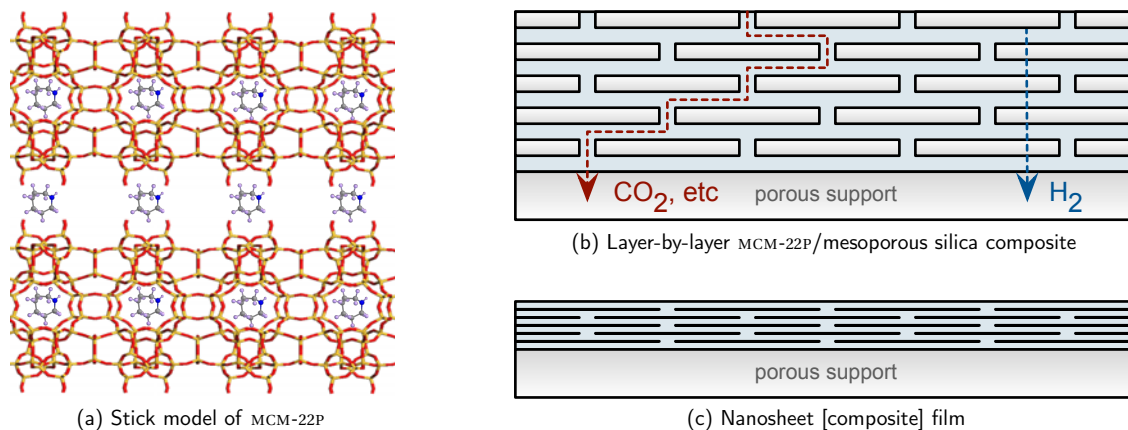 CO2, etc
porous support
H2
(b) Layer-by-layer MCM-22P/mesoporous silica composite
porous support
(a) Stick model of MCM-22P
(c) Nanosheet [composite] film